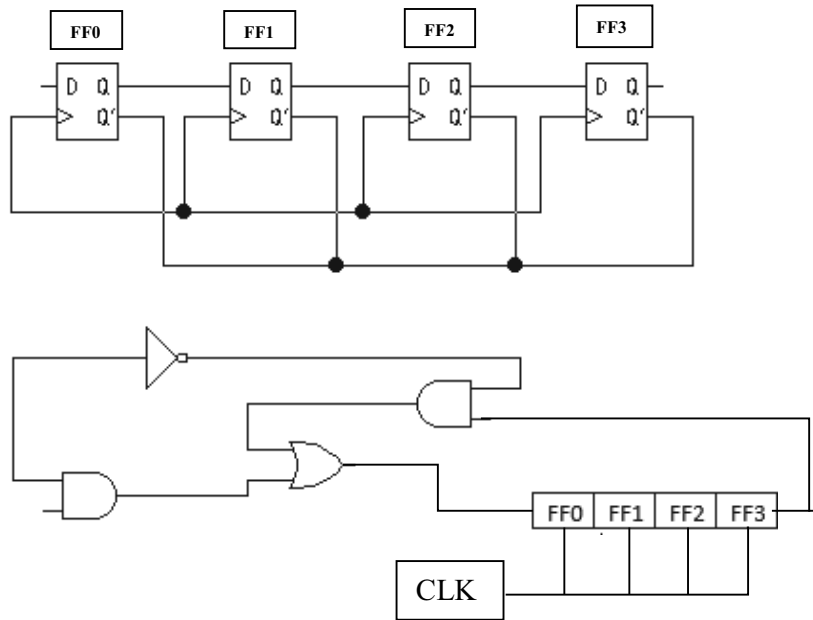 FF0 FF1 FF2 FF3
D Q D Q D Q D Q
Q' Q' Q' Q'
FF0 FF1 FF2 FF3
CLK